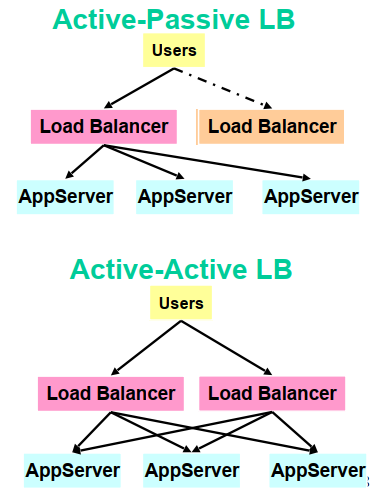 Active-Passive LB
Users
Load Balancer Load Balancer
AppServer AppServer AppServer
Active-Active LB
Users
Load Balancer Load Balancer
AppServer AppServer AppServer